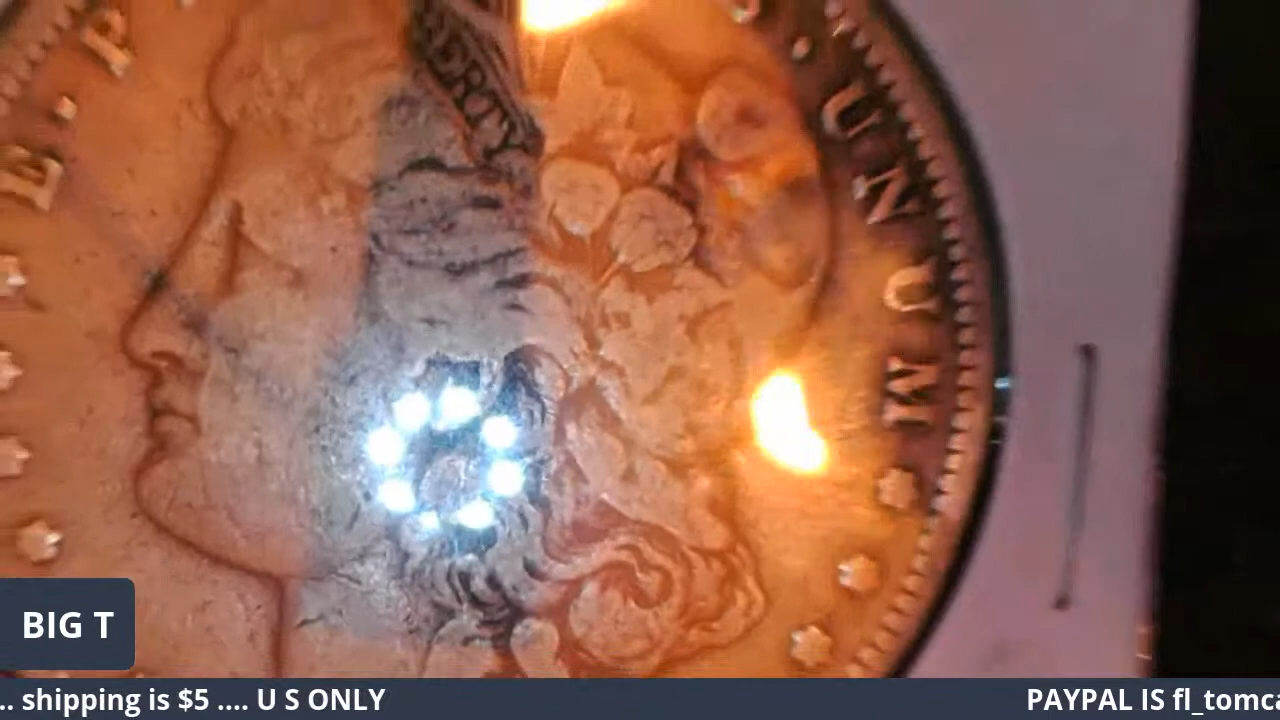 E · P
LIBERTY
· UNUM
BIG T
.. shipping is $5 .... U S ONLY
PAYPAL IS fl_tomca